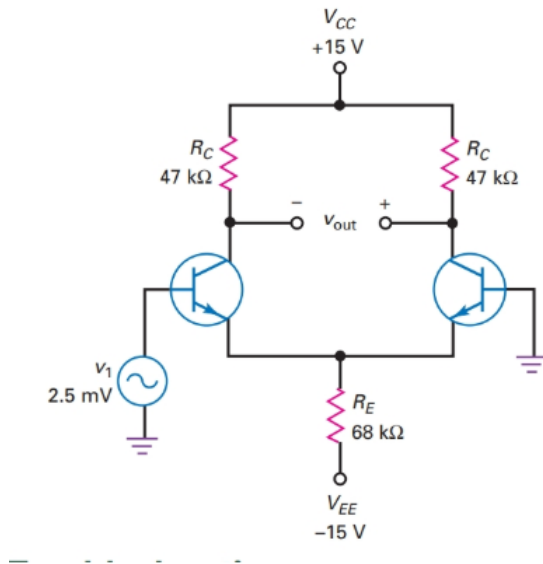 VCC
+15 V
RC
47 kΩ
RC
47 kΩ
− vout +
v1
2.5 mV
RE
68 kΩ
VEE
−15 V